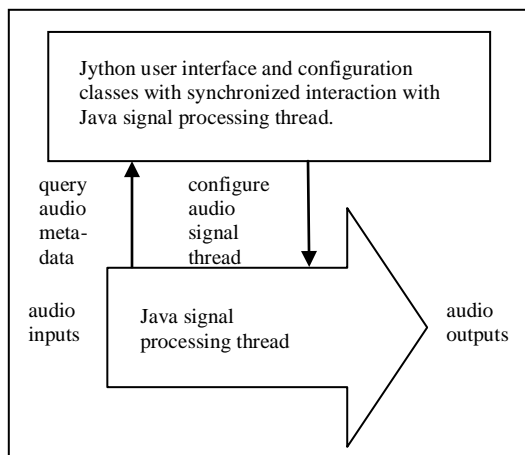 Jython user interface and configuration
classes with synchronized interaction with
Java signal processing thread.
query
audio
meta-
data
configure
audio
signal
thread
audio
inputs
Java signal
processing thread
audio
outputs